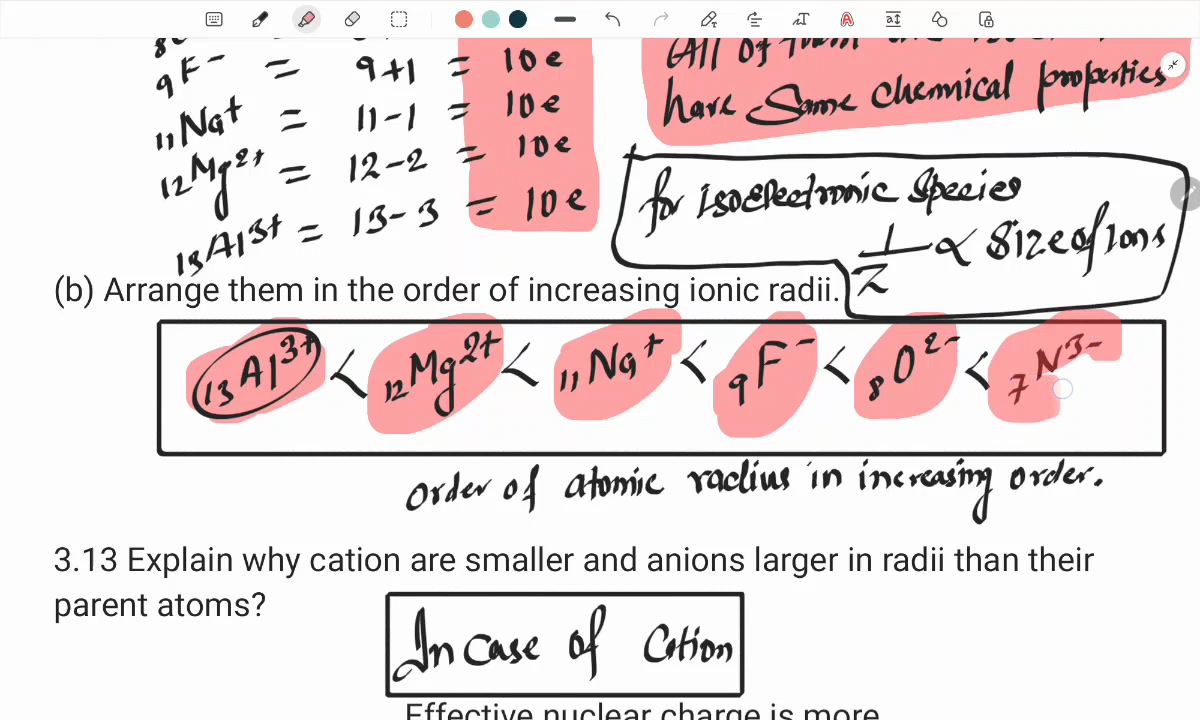 9F⁻ = 9+1 = 10e
11Na⁺ = 11-1 = 10e
12Mg²⁺ = 12-2 = 10e
13Al³⁺ = 13-3 = 10e
All of them
have Same chemical properties
for isoelectronic Species
1/Z ∝ Size of Ions
(b) Arrange them in the order of increasing ionic radii.
13Al³⁺ < 12Mg²⁺ < 11Na⁺ < 9F⁻ < 8O²⁻ < 7N³⁻
order of atomic radius in increasing order.
3.13 Explain why cation are smaller and anions larger in radii than their
parent atoms?
In case of Cation
Effective nuclear charge is more